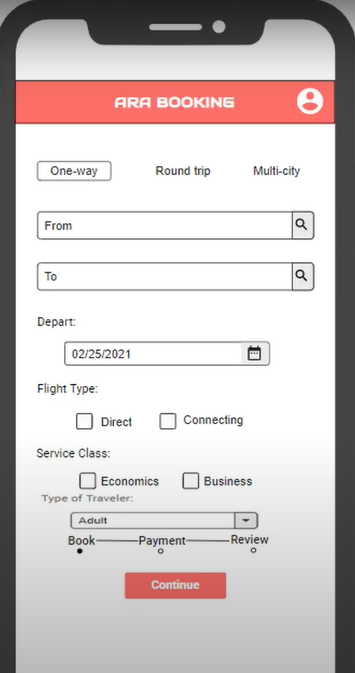 ARA BOOKING
One-way Round trip Multi-city
From
To
Depart:
02/25/2021
Flight Type:
Direct Connecting
Service Class:
Economics Business
Type of Traveler:
Adult
Book Payment Review
Continue